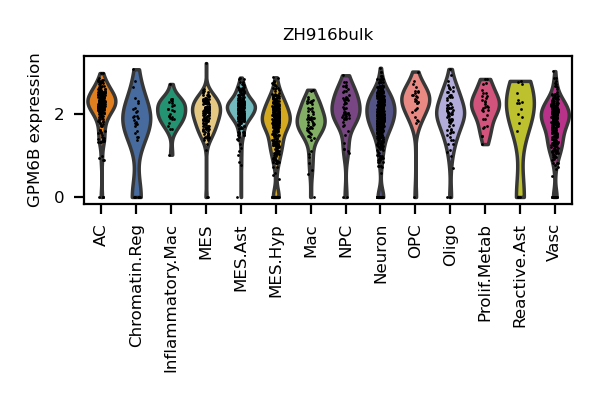 ZH916bulk
GPM6B expression
2
0
AC
Chromatin.Reg
Inflammatory.Mac
MES
MES.Ast
MES.Hyp
Mac
NPC
Neuron
OPC
Oligo
Prolif.Metab
Reactive.Ast
Vasc